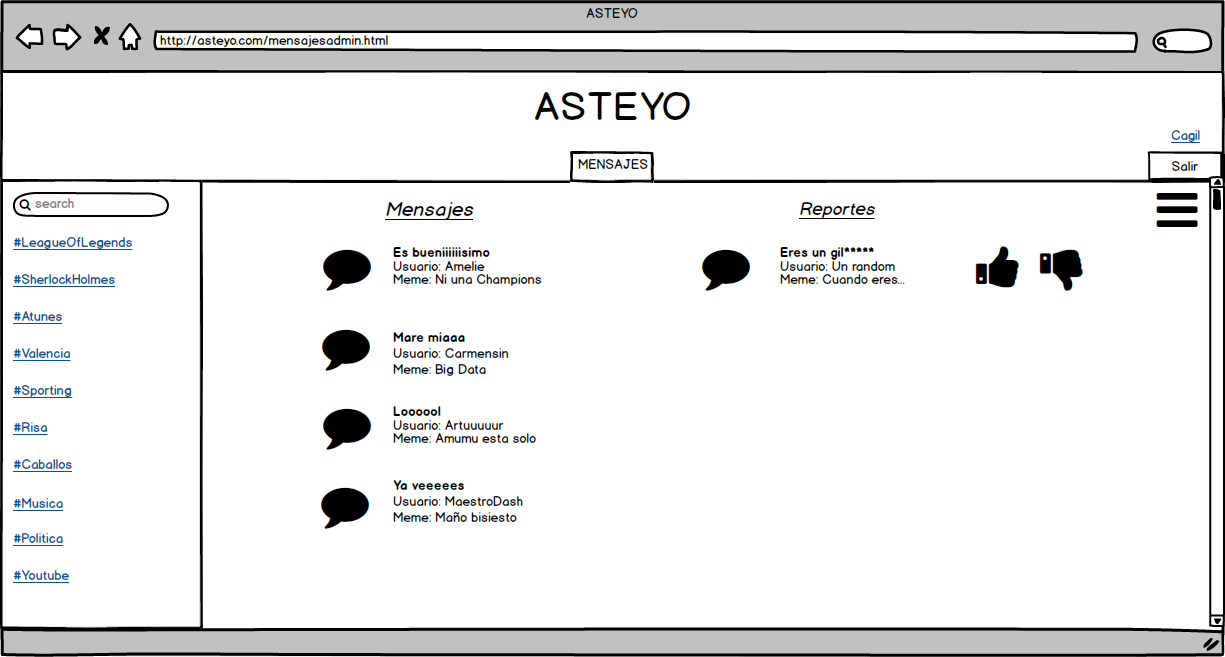 ASTEYO
http://asteyo.com/mensajesadmin.html
ASTEYO
Cagil
MENSAJES
Salir
search
#LeagueOfLegends
#SherlockHolmes
#Atunes
#Valencia
#Sporting
#Risa
#Caballos
#Musica
#Politica
#Youtube
Mensajes
Es bueniiiiiisimo
Usuario: Amelie
Meme: Ni una Champions
Mare miaaa
Usuario: Carmensin
Meme: Big Data
Loooool
Usuario: Artuuuuur
Meme: Amumu esta solo
Ya veeeees
Usuario: MaestroDash
Meme: Maño bisiesto
Reportes
Eres un gil*****
Usuario: Un random
Meme: Cuando eres...